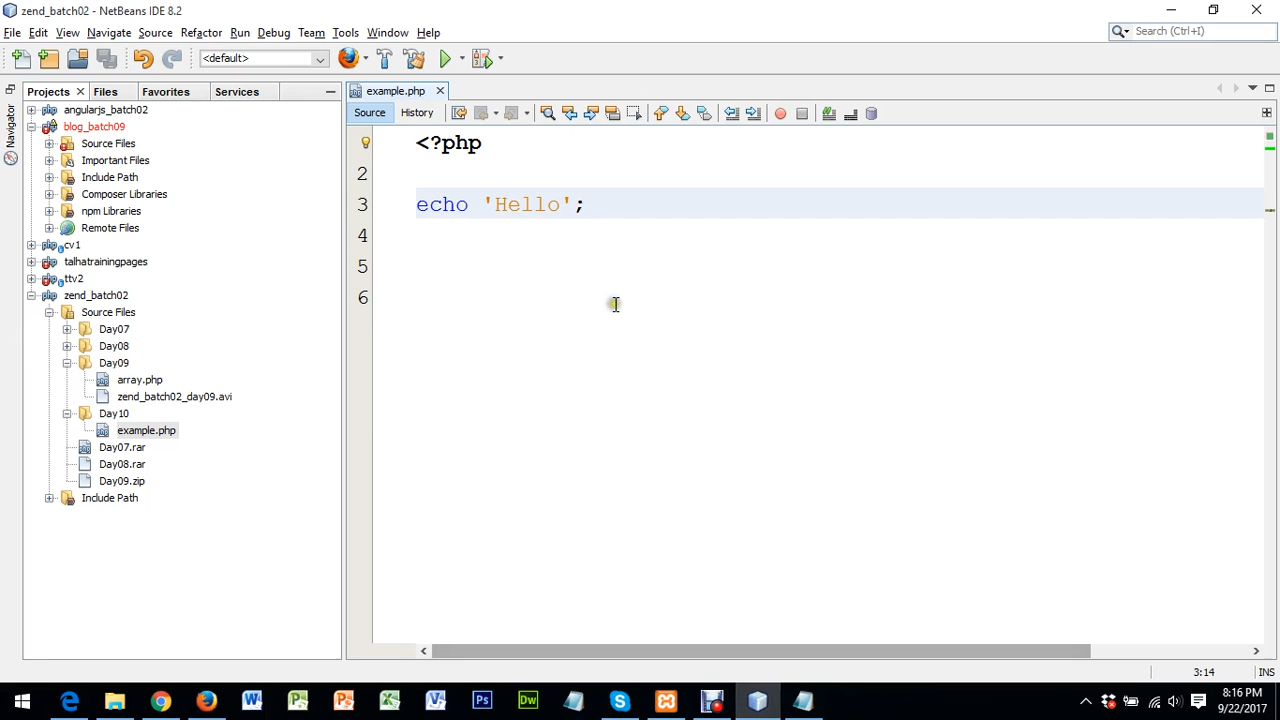 zend_batch02 - NetBeans IDE 8.2
File Edit View Navigate Source Refactor Run Debug Team Tools Window Help
Search (Ctrl+I)
<default>
Projects Files Favorites Services
example.php
Source History
Navigator
angularjs_batch02
blog_batch09
Source Files
Important Files
Include Path
Composer Libraries
npm Libraries
Remote Files
cv1
talhatrainingpages
ttv2
zend_batch02
Source Files
Day07
Day08
Day09
array.php
zend_batch02_day09.avi
Day10
example.php
Day07.rar
Day08.rar
Day09.zip
Include Path
<?php
2
3 echo 'Hello';
4
5
6
3:14 INS
8:16 PM
9/22/2017